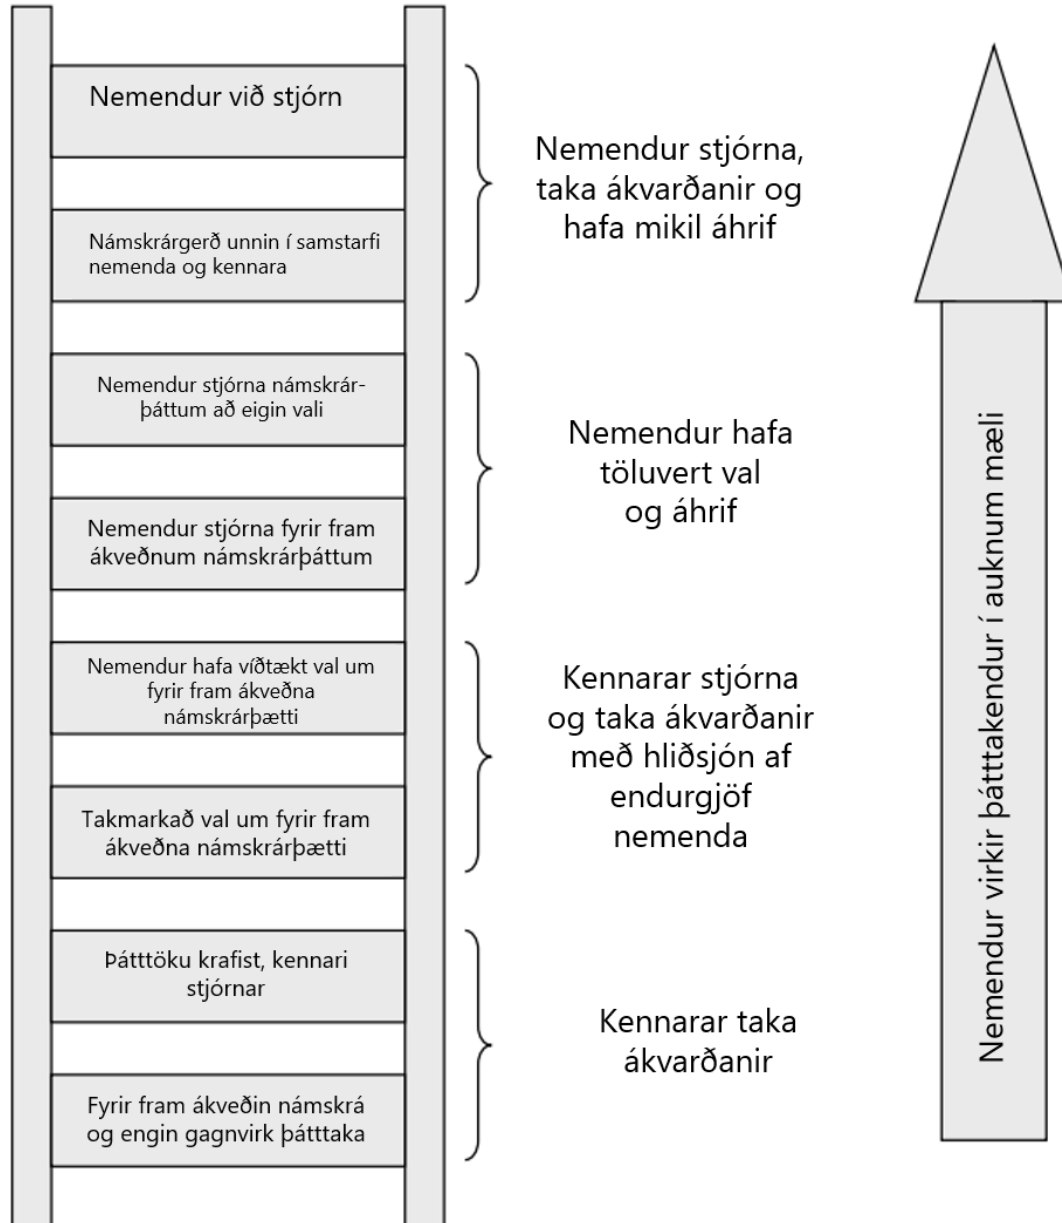 Nemendur við stjórn
Námskrárgerð unnin í samstarfi
nemenda og kennara
Nemendur stjórna,
taka ákvarðanir og
hafa mikil áhrif
Nemendur stjórna námskrár-
þáttum að eigin vali
Nemendur stjórna fyrir fram
ákveðnum námskrárþáttum
Nemendur hafa
töluvert val
og áhrif
Nemendur hafa víðtækt val um
fyrir fram ákveðna
námskrárþætti
Takmarkað val um fyrir fram
ákveðna námskrárþætti
Kennarar stjórna
og taka ákvarðanir
með hliðsjón af
endurgjöf
nemenda
Þátttöku krafist, kennari
stjórnar
Fyrir fram ákveðin námskrá
og engin gagnvirk þátttaka
Kennarar taka
ákvarðanir
Nemendur virkir þátttakendur í auknum mæli